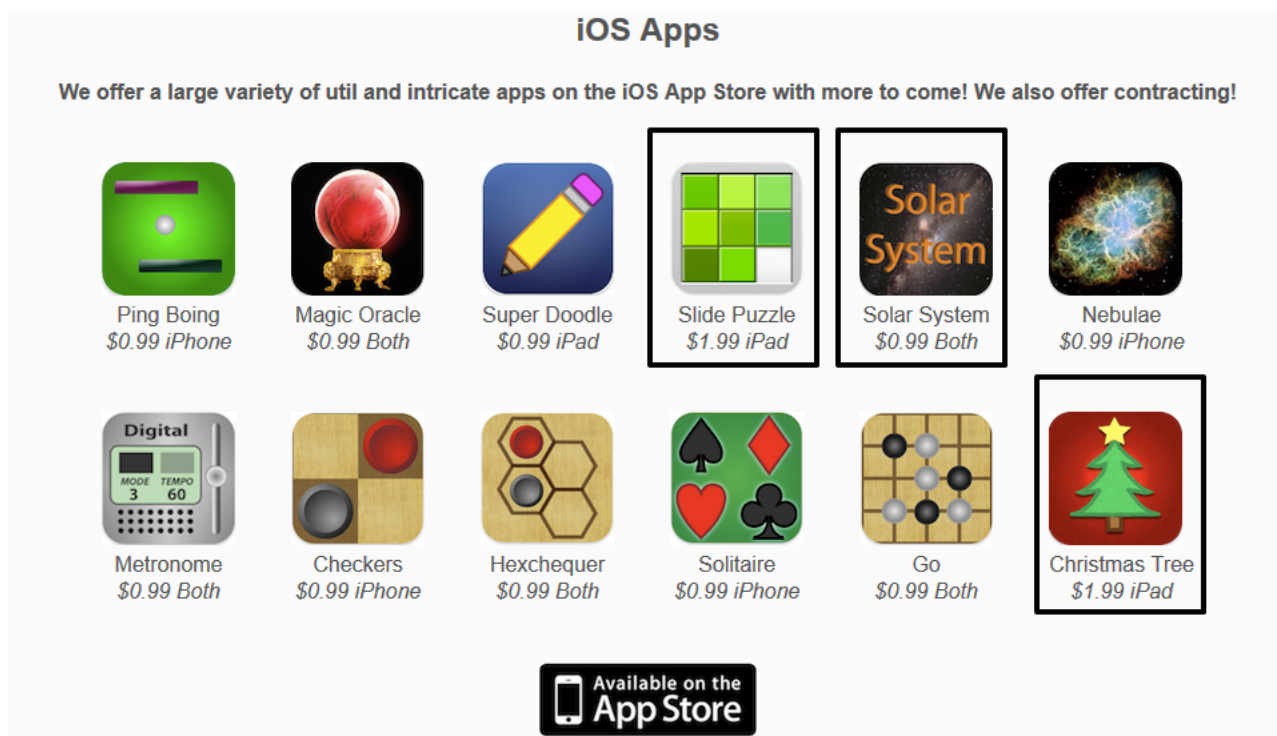 iOS Apps
We offer a large variety of util and intricate apps on the iOS App Store with more to come! We also offer contracting!
Solar
System
Ping Boing
$0.99 iPhone
Magic Oracle
$0.99 Both
Super Doodle
$0.99 iPad
Slide Puzzle
$1.99 iPad
Solar System
$0.99 Both
Nebulae
$0.99 iPhone
Digital
MODE TEMPO
3 60
Metronome
$0.99 Both
Checkers
$0.99 iPhone
Hexchequer
$0.99 Both
Solitaire
$0.99 iPhone
Go
$0.99 Both
Christmas Tree
$1.99 iPad
Available on the
App Store